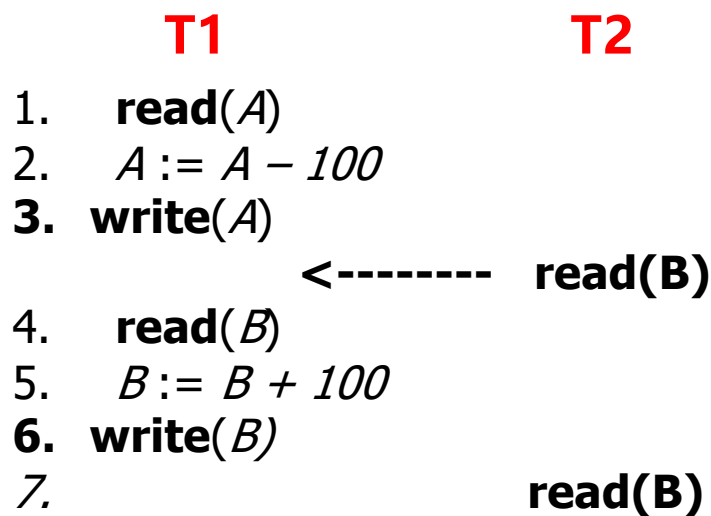 T1 T2
1. read(A)
2. A := A – 100
3. write(A)
<-------- read(B)
4. read(B)
5. B := B + 100
6. write(B)
7. read(B)